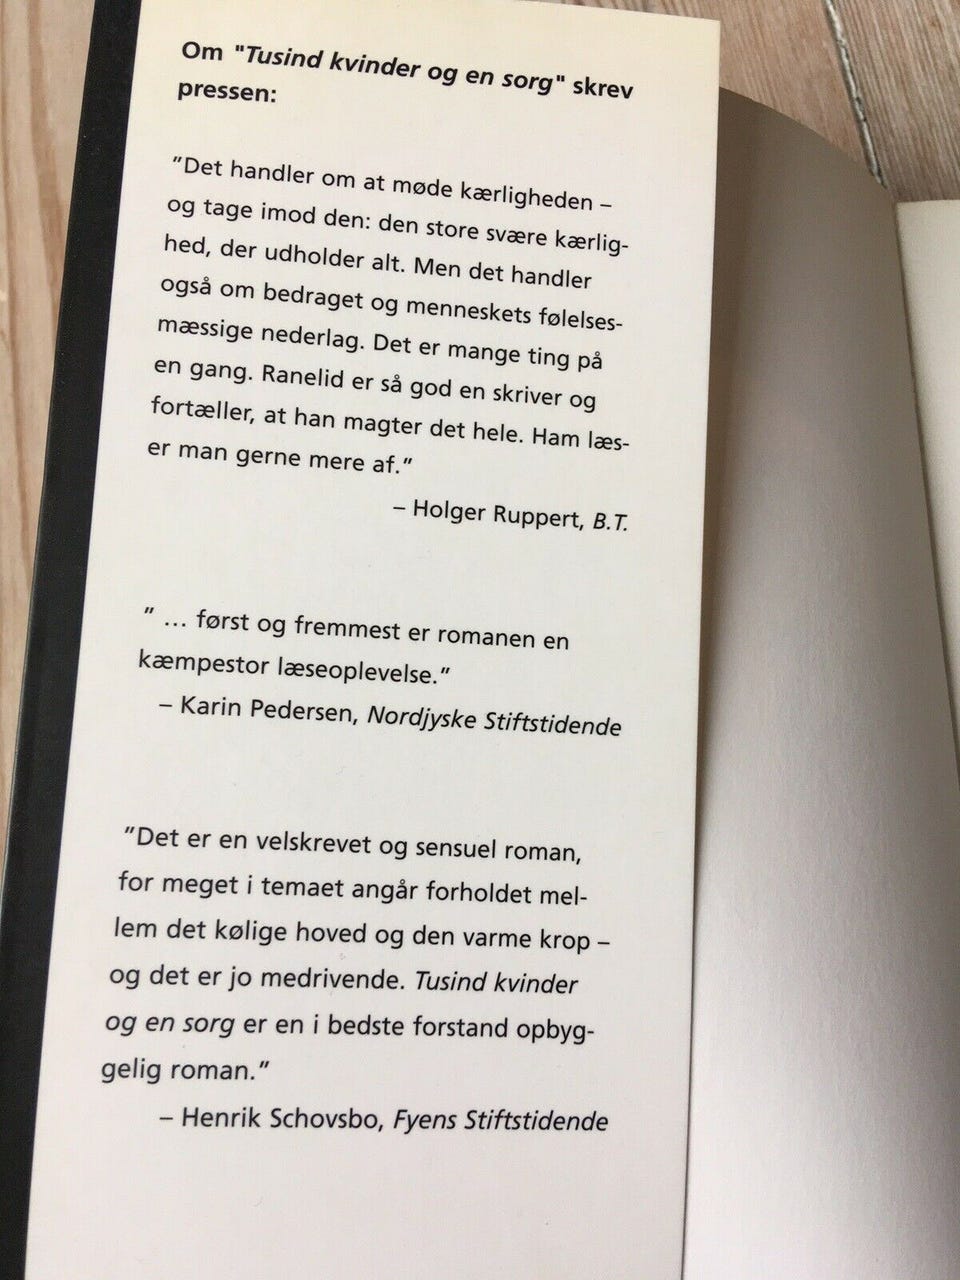 Om "Tusind kvinder og en sorg" skrev
pressen:
”Det handler om at møde kærligheden –
og tage imod den: den store svære kærlig-
hed, der udholder alt. Men det handler
også om bedraget og menneskets følelses-
mæssige nederlag. Det er mange ting på
en gang. Ranelid er så god en skriver og
fortæller, at han magter det hele. Ham læs-
er man gerne mere af.”
– Holger Ruppert, B.T.
” ... først og fremmest er romanen en
kæmpestor læseoplevelse.”
– Karin Pedersen, Nordjyske Stiftstidende
”Det er en velskrevet og sensuel roman,
for meget i temaet angår forholdet mel-
lem det kølige hoved og den varme krop –
og det er jo medrivende. Tusind kvinder
og en sorg er en i bedste forstand opbyg-
gelig roman.”
– Henrik Schovsbo, Fyens Stiftstidende